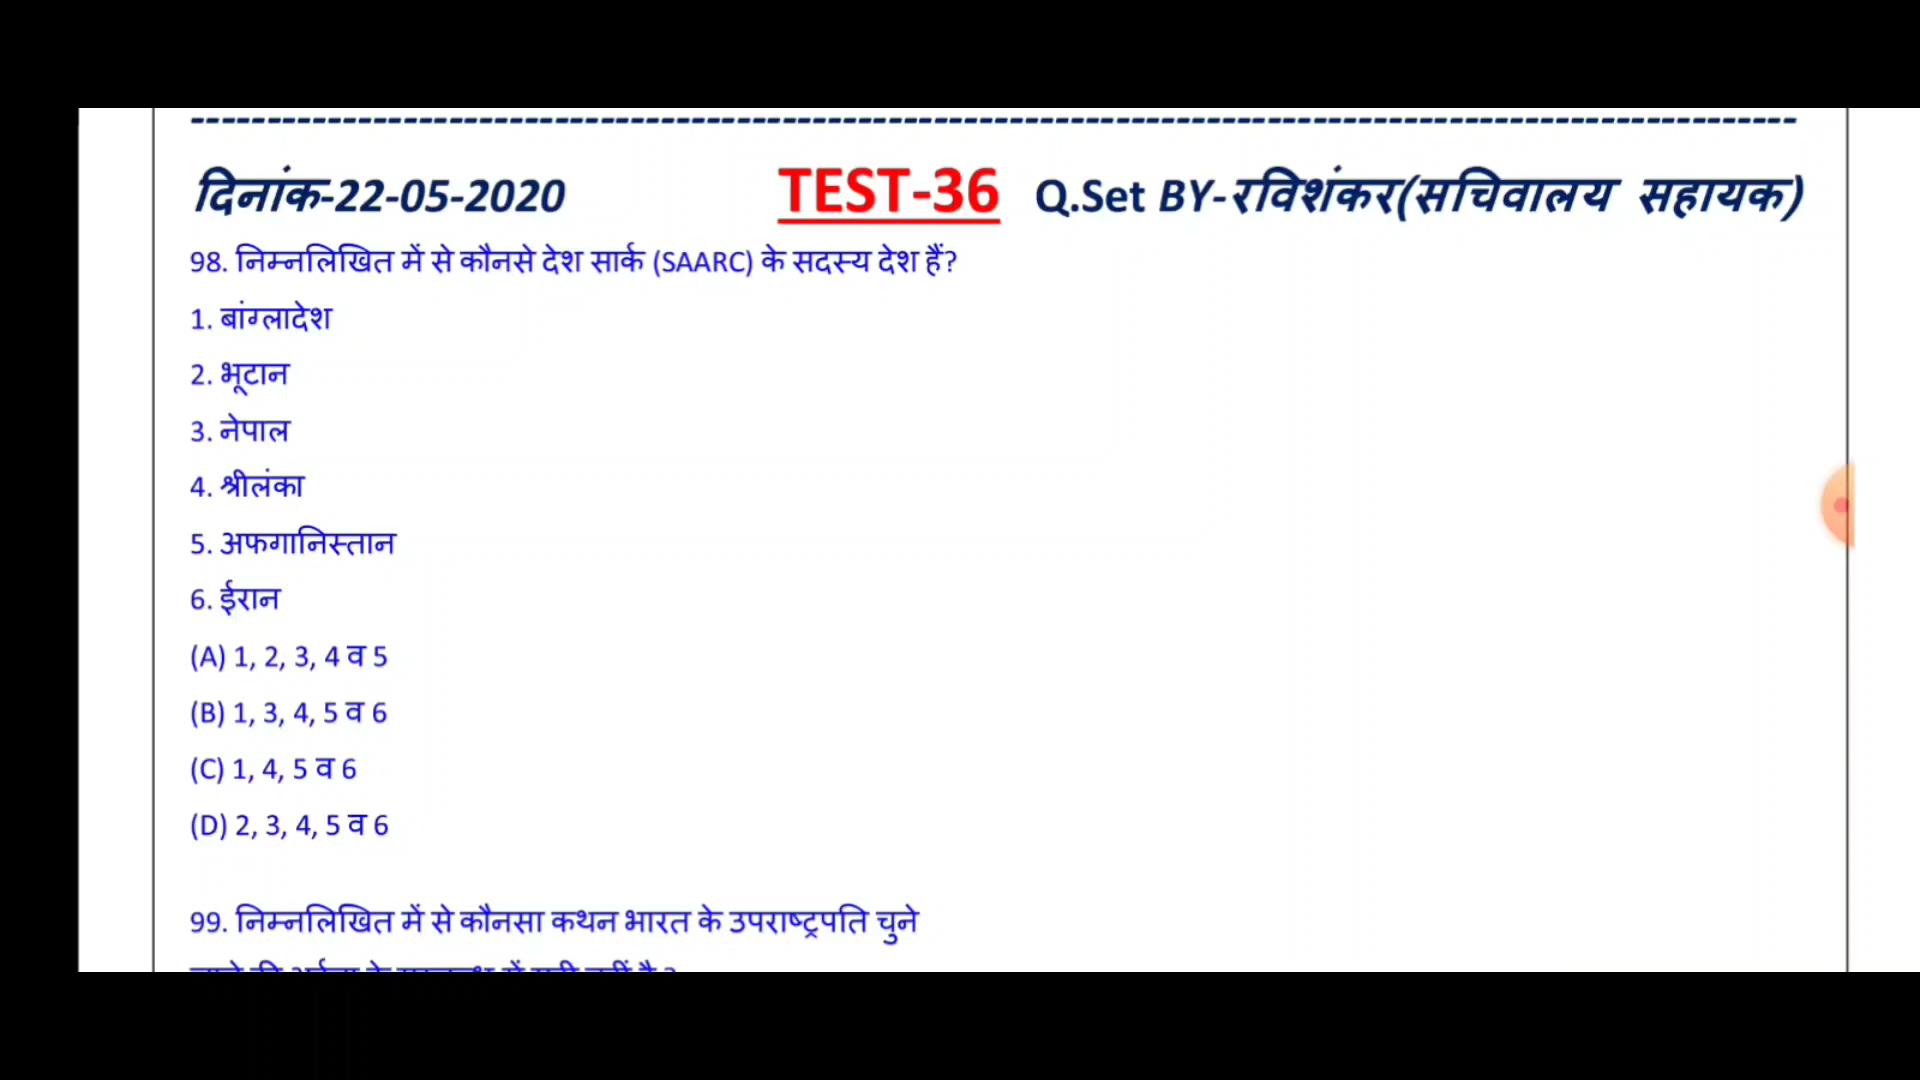 दिनांक-22-05-2020 TEST-36 Q.Set BY-रविशंकर(सचिवालय सहायक)
98. निम्नलिखित में से कौनसे देश सार्क (SAARC) के सदस्य देश हैं?
1. बांग्लादेश
2. भूटान
3. नेपाल
4. श्रीलंका
5. अफगानिस्तान
6. ईरान
(A) 1, 2, 3, 4 व 5
(B) 1, 3, 4, 5 व 6
(C) 1, 4, 5 व 6
(D) 2, 3, 4, 5 व 6
99. निम्नलिखित में से कौनसा कथन भारत के उपराष्ट्रपति चुने